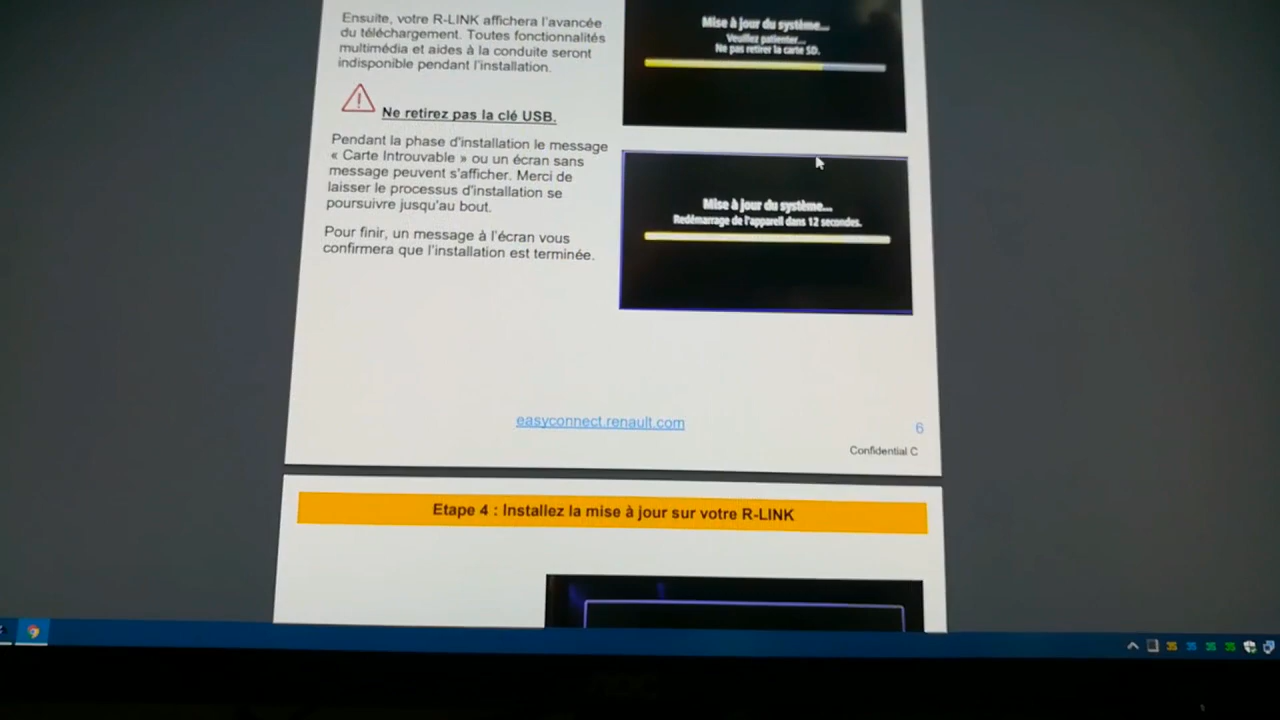 Ensuite, votre R-LINK affichera l'avancée
du téléchargement. Toutes fonctionnalités
multimédia et aides à la conduite seront
indisponible pendant l'installation.
Ne retirez pas la clé USB.
Pendant la phase d'installation le message
« Carte Introuvable » ou un écran sans
message peuvent s'afficher. Merci de
laisser le processus d'installation se
poursuivre jusqu'au bout.
Pour finir, un message à l'écran vous
confirmera que l'installation est terminée.
Mise à jour du système...
Veuillez patienter...
Ne pas retirer la carte SD.
Mise à jour du système...
Redémarrage de l'appareil dans 12 secondes.
easyconnect.renault.com
6
Confidential C
Etape 4 : Installez la mise à jour sur votre R-LINK
35
35
35
35